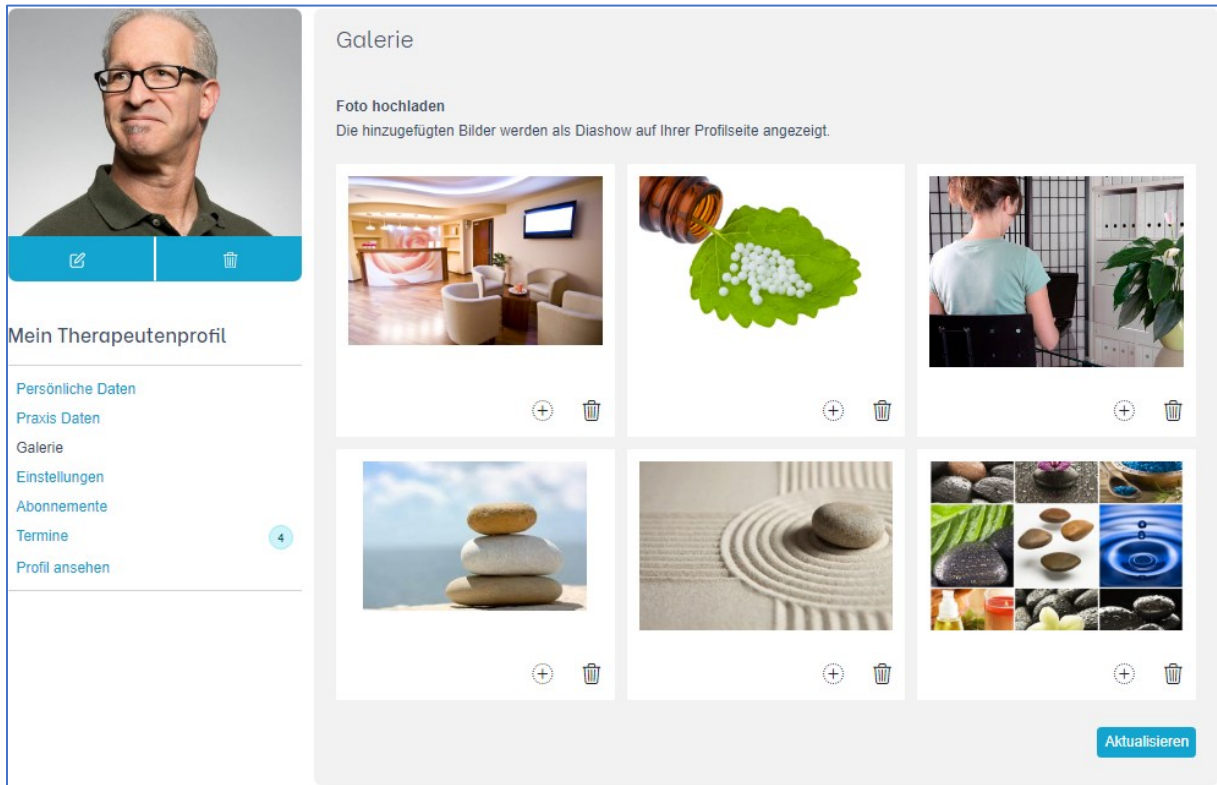 Galerie
Foto hochladen
Die hinzugefügten Bilder werden als Diashow auf Ihrer Profilseite angezeigt.
Mein Therapeutenprofil
Persönliche Daten
Praxis Daten
Galerie
Einstellungen
Abonnemente
Termine 4
Profil ansehen
Aktualisieren